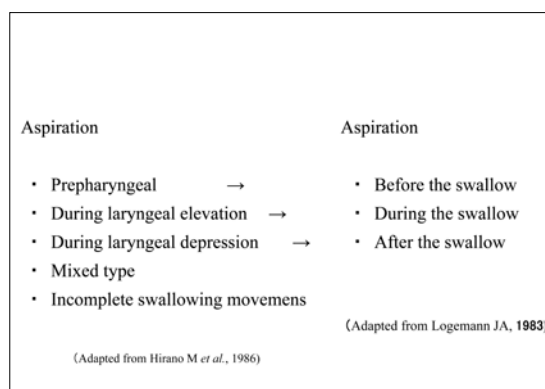 Aspiration
・ Prepharyngeal →
・ During laryngeal elevation →
・ During laryngeal depression →
・ Mixed type
・ Incomplete swallowing movemens
(Adapted from Hirano M et al., 1986)
Aspiration
・ Before the swallow
・ During the swallow
・ After the swallow
(Adapted from Logemann JA, 1983)